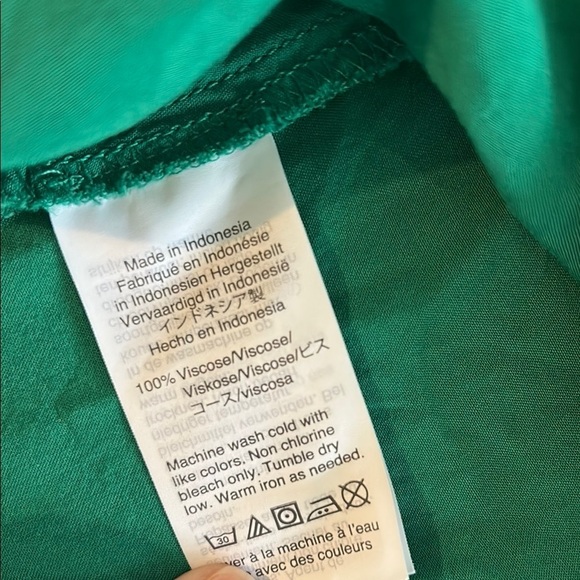 Made in Indonesia
Fabriqué en Indonésie
in Indonesien Hergestellt
Vervaardigd in Indonesië
インドネシア製
Hecho en Indonesia
100% Viscose/Viscose/
Viskose/Viscose/ビス
コース/viscosa
Machine wash cold with
like colors. Non chlorine
bleach only. Tumble dry
low. Warm iron as needed.
30
à la machine à l'eau
avec des couleurs